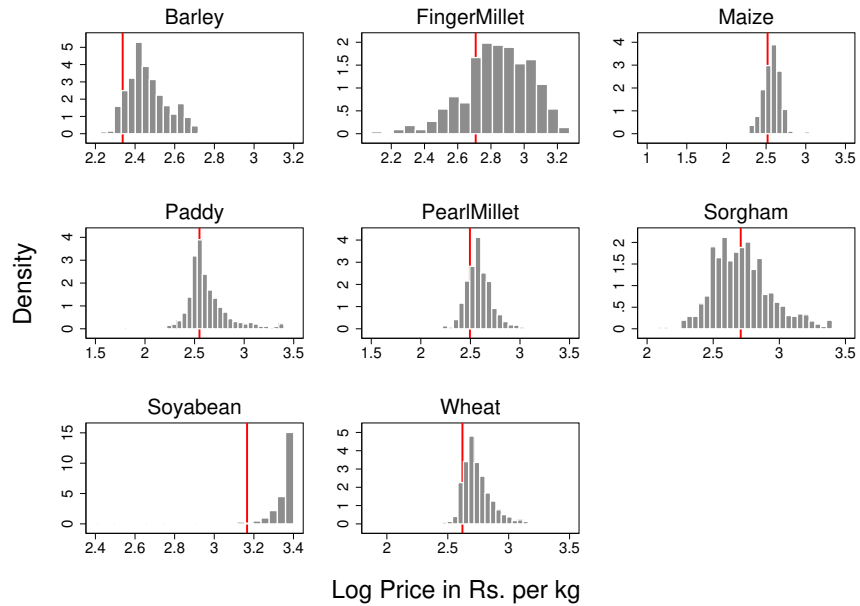 Barley FingerMillet Maize
0 1 2 3 4 5
2.2 2.4 2.6 2.8 3 3.2
0 .5 1 1.5 2
2.2 2.4 2.6 2.8 3 3.2
0 1 2 3 4
1 1.5 2 2.5 3 3.5
Paddy PearlMillet Sorgham
0 1 2 3 4
1.5 2 2.5 3 3.5
0 1 2 3 4
1.5 2 2.5 3 3.5
0 .5 1 1.5 2
2 2.5 3 3.5
Density
Soyabean Wheat
0 5 10 15
2.4 2.6 2.8 3 3.2 3.4
0 1 2 3 4 5
2 2.5 3 3.5
Log Price in Rs. per kg